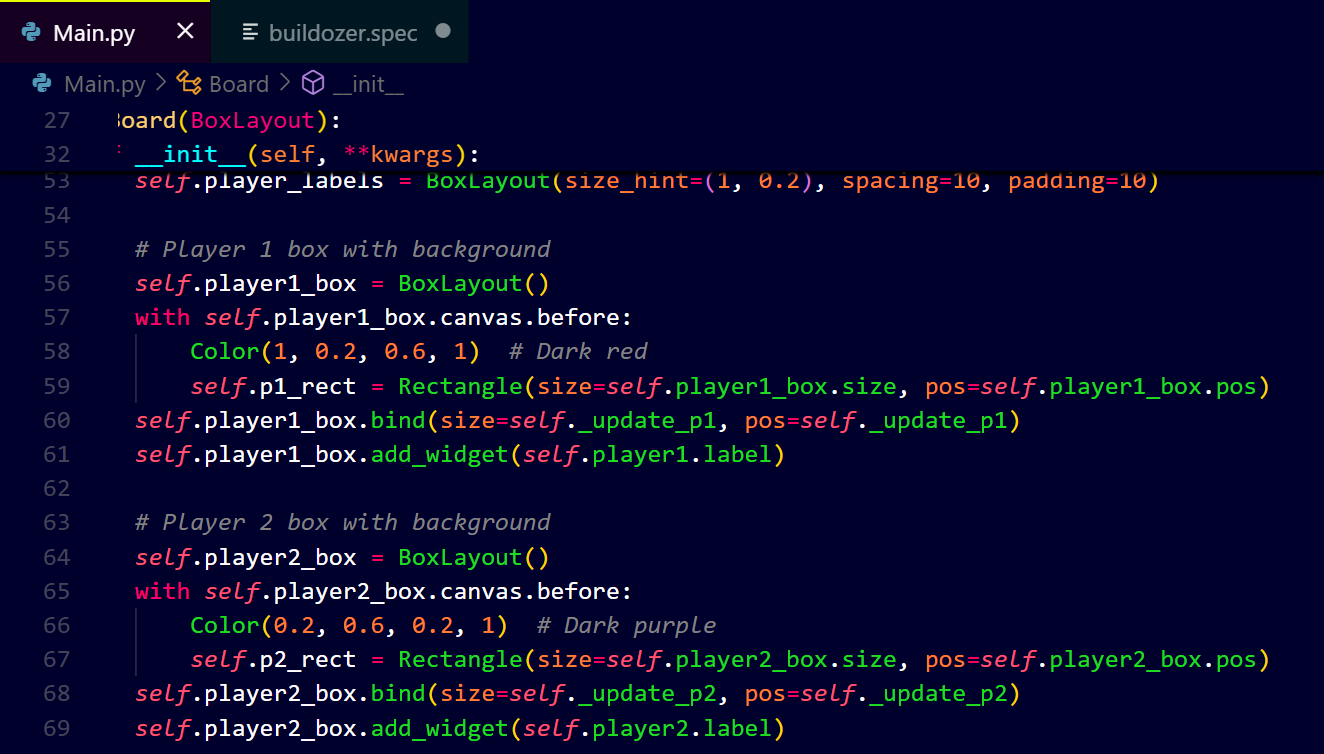 Main.py
buildozer.spec
Main.py > Board > __init__
27 Board(BoxLayout):
32 __init__(self, **kwargs):
53 self.player_labels = BoxLayout(size_hint=(1, 0.2), spacing=10, padding=10)
54
55 # Player 1 box with background
56 self.player1_box = BoxLayout()
57 with self.player1_box.canvas.before:
58 Color(1, 0.2, 0.6, 1)  # Dark red
59 self.p1_rect = Rectangle(size=self.player1_box.size, pos=self.player1_box.pos)
60 self.player1_box.bind(size=self._update_p1, pos=self._update_p1)
61 self.player1_box.add_widget(self.player1.label)
62
63 # Player 2 box with background
64 self.player2_box = BoxLayout()
65 with self.player2_box.canvas.before:
66 Color(0.2, 0.6, 0.2, 1)  # Dark purple
67 self.p2_rect = Rectangle(size=self.player2_box.size, pos=self.player2_box.pos)
68 self.player2_box.bind(size=self._update_p2, pos=self._update_p2)
69 self.player2_box.add_widget(self.player2.label)